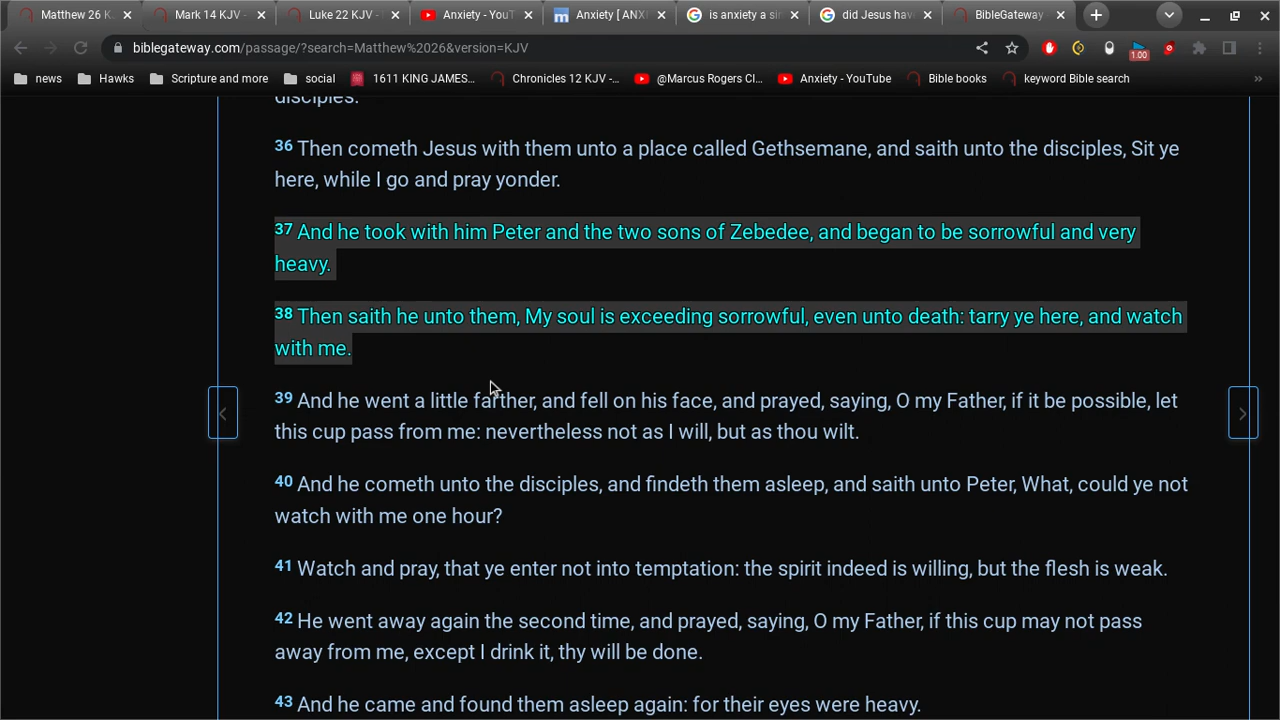 Matthew 26 K.
Mark 14 KJV -
Luke 22 KJV -
Anxiety - YouT
Anxiety [ ANXI
is anxiety a si
did Jesus hav
BibleGateway
biblegateway.com/passage/?search=Matthew%2026&version=KJV
1.00
news
Hawks
Scripture and more
social
1611 KING JAMES...
Chronicles 12 KJV -...
@Marcus Rogers Cl...
Anxiety - YouTube
Bible books
keyword Bible search
»
disciples.
36 Then cometh Jesus with them unto a place called Gethsemane, and saith unto the disciples, Sit ye
here, while I go and pray yonder.
37 And he took with him Peter and the two sons of Zebedee, and began to be sorrowful and very
heavy.
38 Then saith he unto them, My soul is exceeding sorrowful, even unto death: tarry ye here, and watch
with me.
39 And he went a little farther, and fell on his face, and prayed, saying, O my Father, if it be possible, let
this cup pass from me: nevertheless not as I will, but as thou wilt.
40 And he cometh unto the disciples, and findeth them asleep, and saith unto Peter, What, could ye not
watch with me one hour?
41 Watch and pray, that ye enter not into temptation: the spirit indeed is willing, but the flesh is weak.
42 He went away again the second time, and prayed, saying, O my Father, if this cup may not pass
away from me, except I drink it, thy will be done.
43 And he came and found them asleep again: for their eyes were heavy.